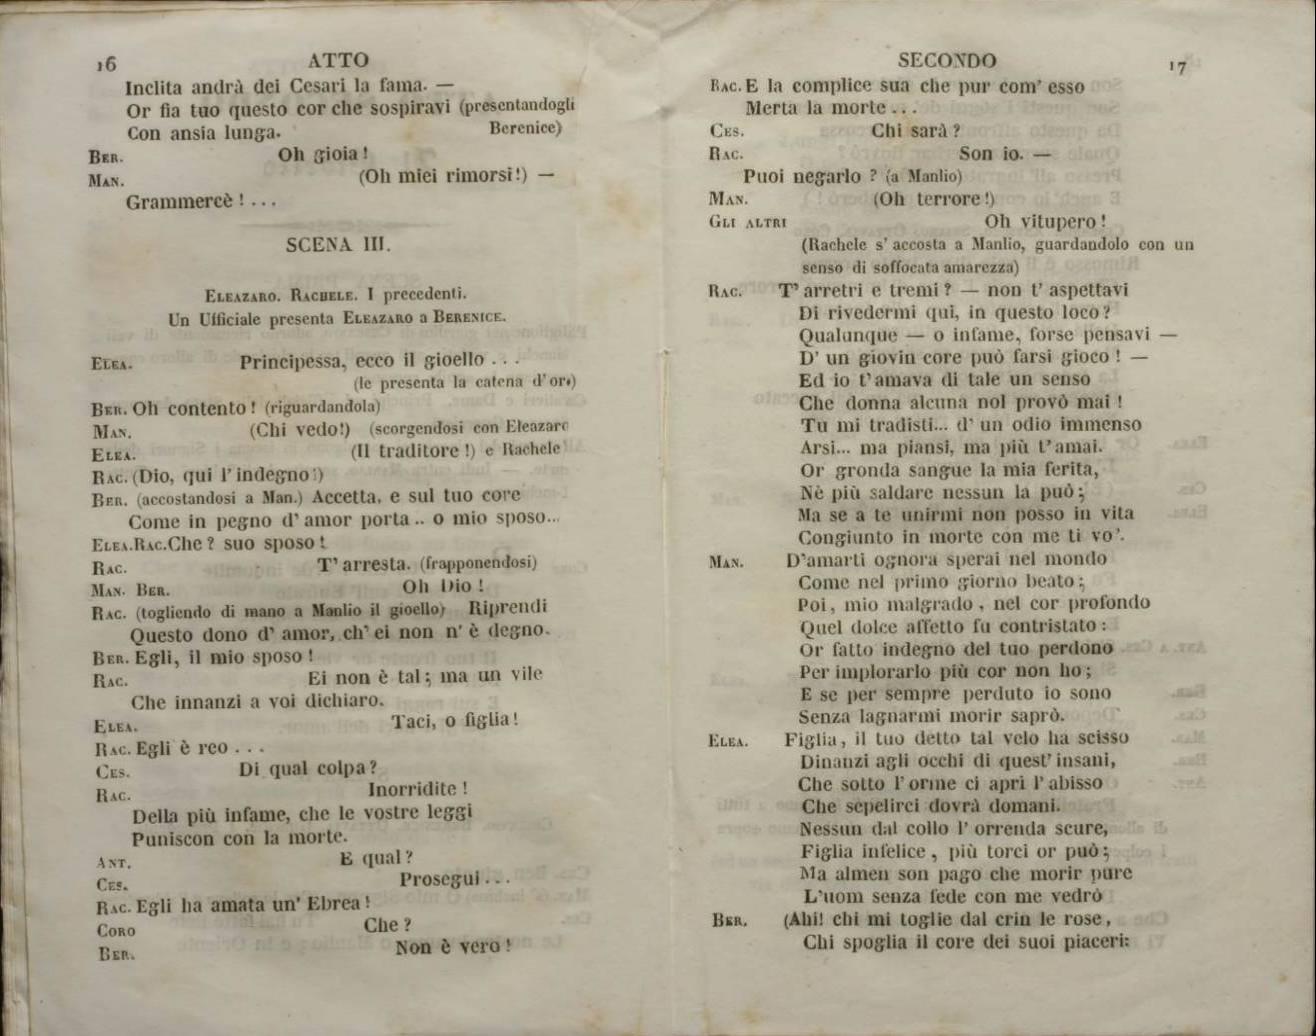 16
ATTO
Inclita andrà dei Cesari la fama. —
Or fia tuo questo cor che sospiravi (presentandogli
Con ansia lunga. Berenice)
BER. Oh gioia!
MAN. (Oh miei rimorsi!) —
Grammercè! ...
SCENA III.
ELEAZARO. RACHELE. I precedenti.
Un Ufficiale presenta ELEAZARO a BERENICE.
ELEA. Principessa, ecco il gioello ...
(le presenta la catena d'oro)
BER. Oh contento! (riguardandola)
MAN. (Chi vedo!) (scorgendosi con Eleazaro
ELEA. (Il traditore!) e Rachele
RAC. (Dio, qui l'indegno!)
BER. (accostandosi a Man.) Accetta, e sul tuo core
Come in pegno d'amor porta .. o mio sposo...
ELEA. RAC. Che? suo sposo!
RAC. T'arresta. (frapponendosi)
MAN. BER. Oh Dio!
RAC. (togliendo di mano a Manlio il gioello) Riprendi
Questo dono d'amor, ch'ei non n'è degno.
BER. Egli, il mio sposo!
RAC. Ei non è tal; ma un vile
Che innanzi a voi dichiaro.
ELEA. Taci, o figlia!
RAC. Egli è reo ...
CES. Di qual colpa?
RAC. Inorridite!
Della più infame, che le vostre leggi
Puniscon con la morte.
ANT. E qual?
CES. Prosegui ...
RAC. Egli ha amata un' Ebrea!
CORO Che?
BER. Non è vero!
SECONDO
17
RAC. E la complice sua che pur com' esso
Merta la morte ...
CES. Chi sarà?
RAC. Son io. —
Puoi negarlo? (a Manlio)
MAN. (Oh terrore!)
GLI ALTRI Oh vitupero!
(Rachele s'accosta a Manlio, guardandolo con un
senso di soffocata amarezza)
RAC. T'arretri e tremi? — non t'aspettavi
Di rivedermi qui, in questo loco?
Qualunque — o infame, forse pensavi —
D'un giovin core può farsi gioco! —
Ed io t'amava di tale un senso
Che donna alcuna nol provò mai!
Tu mi tradisti... d'un odio immenso
Arsi... ma piansi, ma più t'amai.
Or gronda sangue la mia ferita,
Nè più saldare nessun la può;
Ma se a te unirmi non posso in vita
Congiunto in morte con me ti vo'.
MAN. D'amarti ognora sperai nel mondo
Come nel primo giorno beato;
Poi, mio malgrado, nel cor profondo
Quel dolce affetto fu contristato:
Or fatto indegno del tuo perdono
Per implorarlo più cor non ho;
E se per sempre perduto io sono
Senza lagnarmi morir saprò.
ELEA. Figlia, il tuo detto tal velo ha scisso
Dinanzi agli occhi di quest'insani,
Che sotto l'orme ci aprì l'abisso
Che sepelirci dovrà domani.
Nessun dal collo l'orrenda scure,
Figlia infelice, più torci or può;
Ma almen son pago che morir pure
L'uom senza fede con me vedrò
BER. (Ahi! chi mi toglie dal crin le rose,
Chi spoglia il core dei suoi piaceri: